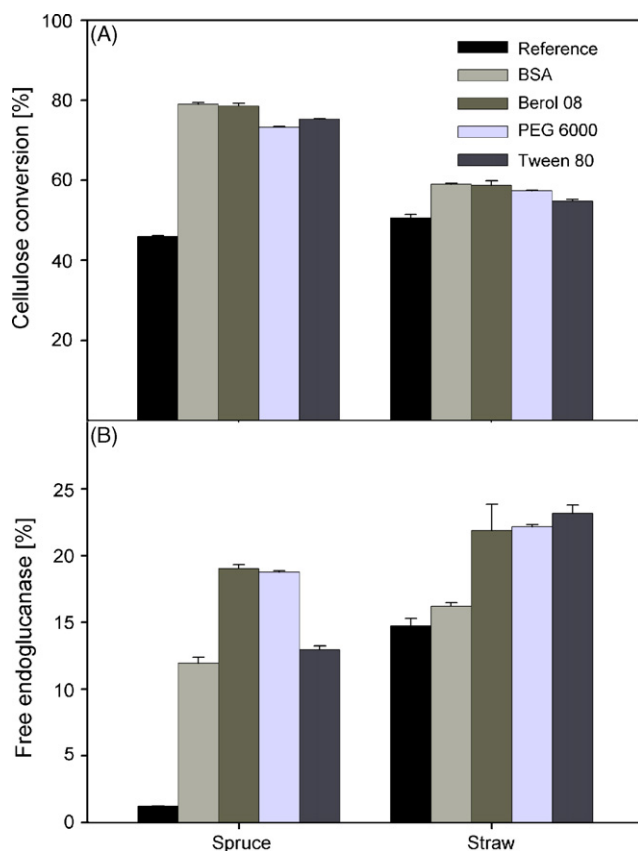 (A)
Cellulose conversion [%]
100
80
60
40
20
Reference
BSA
Berol 08
PEG 6000
Tween 80
(B)
Free endoglucanase [%]
25
20
15
10
5
0
Spruce
Straw